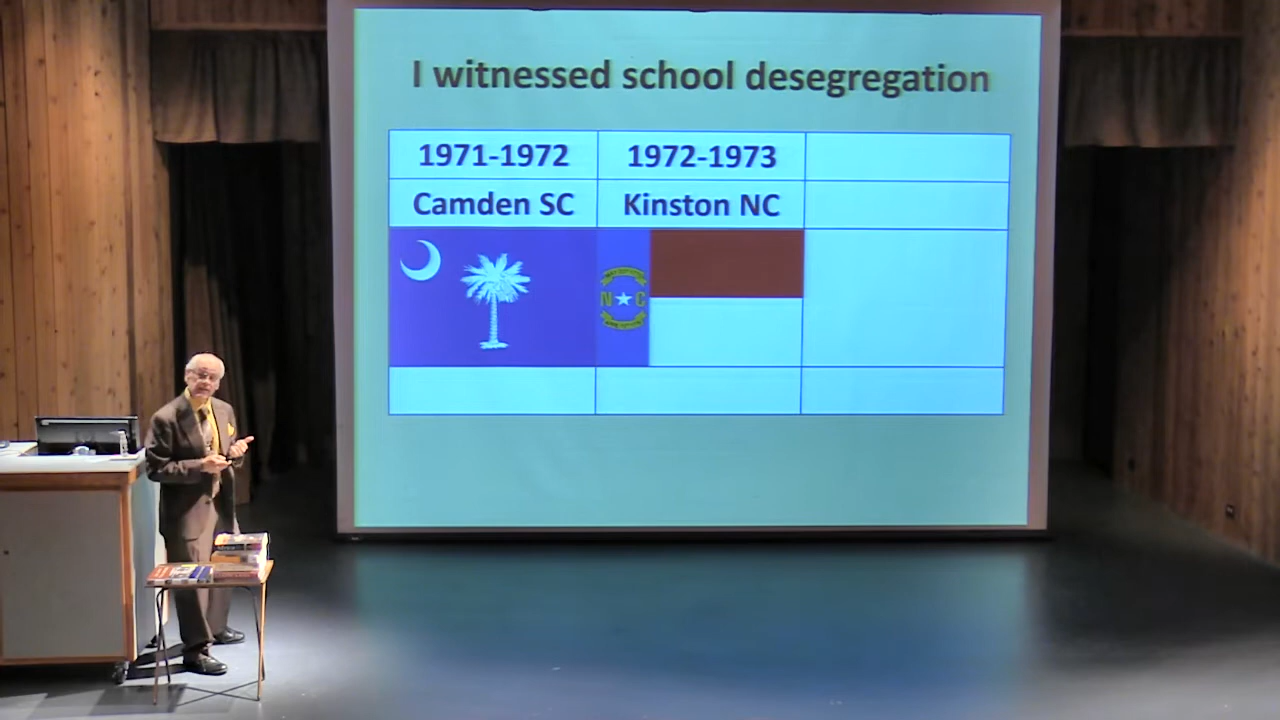 I witnessed school desegregation
1971-1972 1972-1973
Camden SC Kinston NC
N C